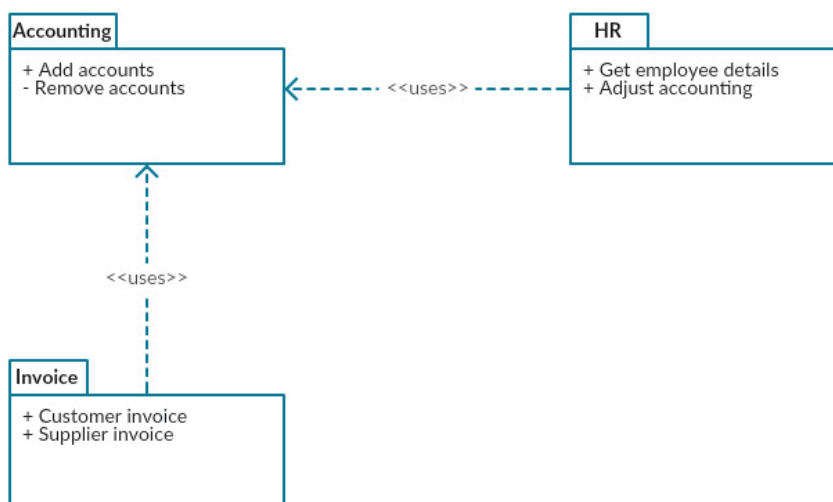 Accounting
+ Add accounts
- Remove accounts
<<uses>>
HR
+ Get employee details
+ Adjust accounting
<<uses>>
Invoice
+ Customer invoice
+ Supplier invoice